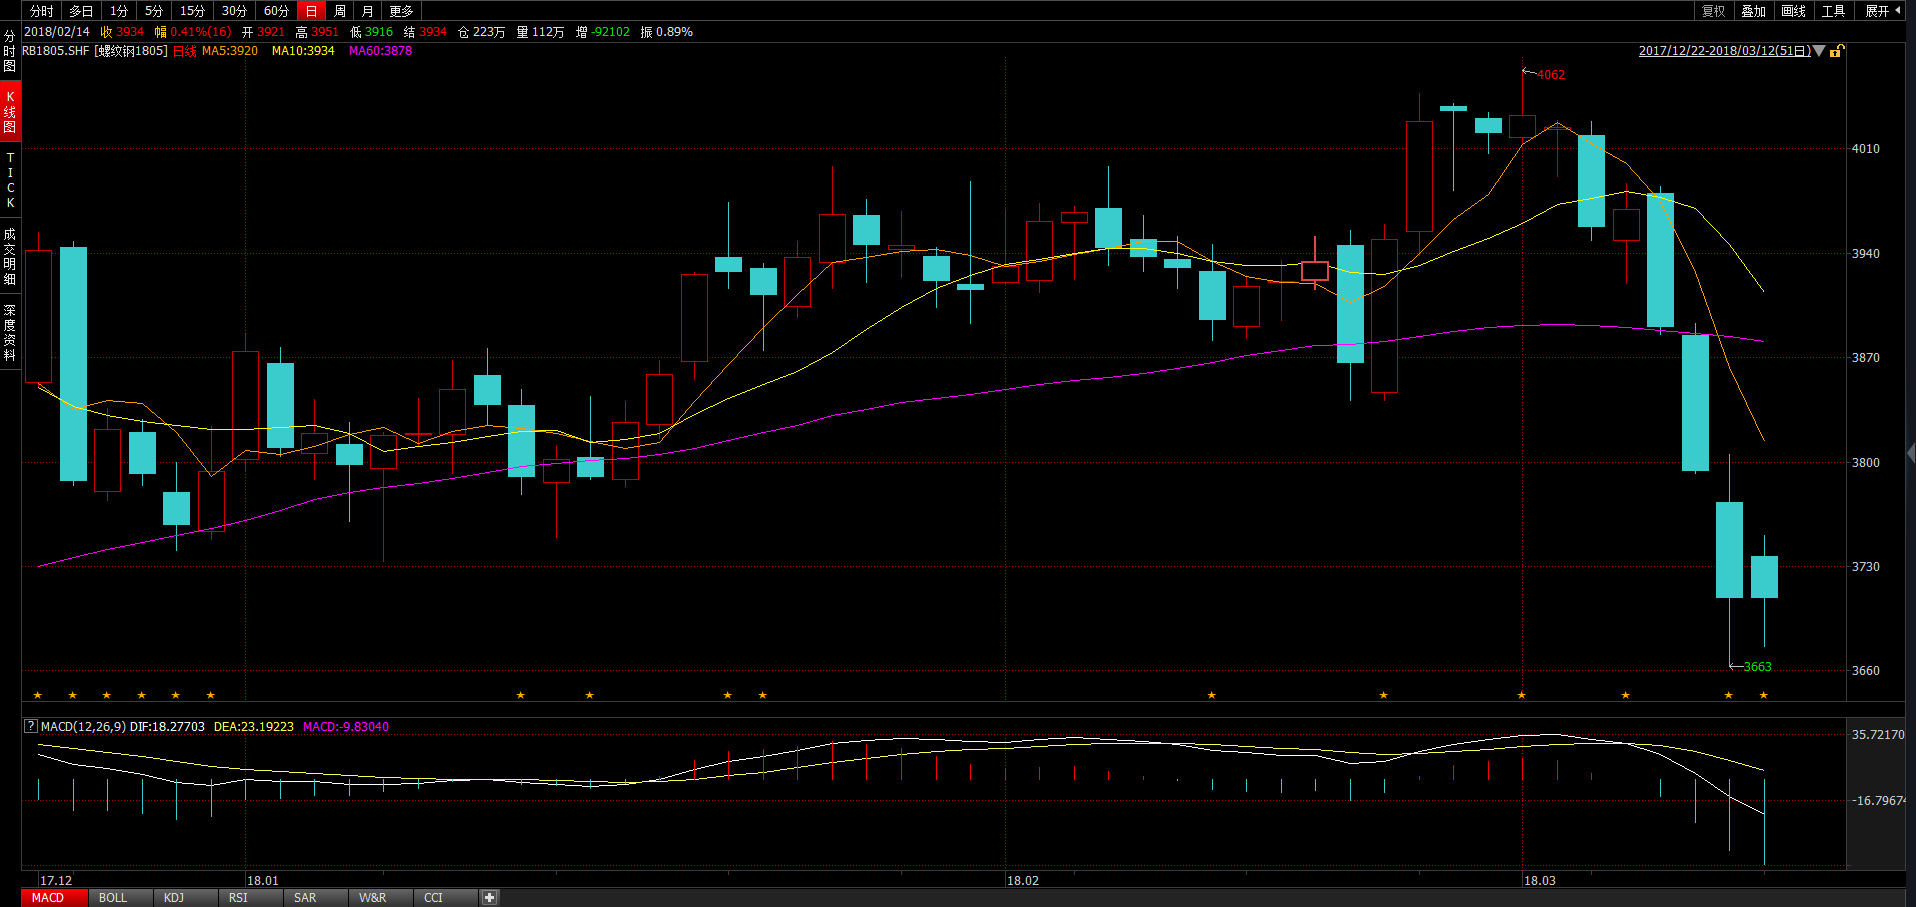 分时 多日 1分 5分 15分 30分 60分 日 周 月 更多 复权 叠加 画线 工具 展开
2018/02/14 收 3934 幅 0.41%(16) 开 3921 高 3951 低 3916 结 3934 仓 223万 量 112万 增 -92102 振 0.89%
RB1805.SHF [螺纹钢1805] 日线 MA5:3920 MA10:3934 MA60:3878 2017/12/22-2018/03/12(51日)
分时图
K线图
TICK
成交明细
深度资料
4062
4010
3940
3870
3800
3730
3663
3660
? MACD(12,26,9) DIF:18.27703 DEA:23.19223 MACD:-9.83040
35.72170
-16.79674
17.12 18.01 18.02 18.03
MACD BOLL KDJ RSI SAR W&R CCI